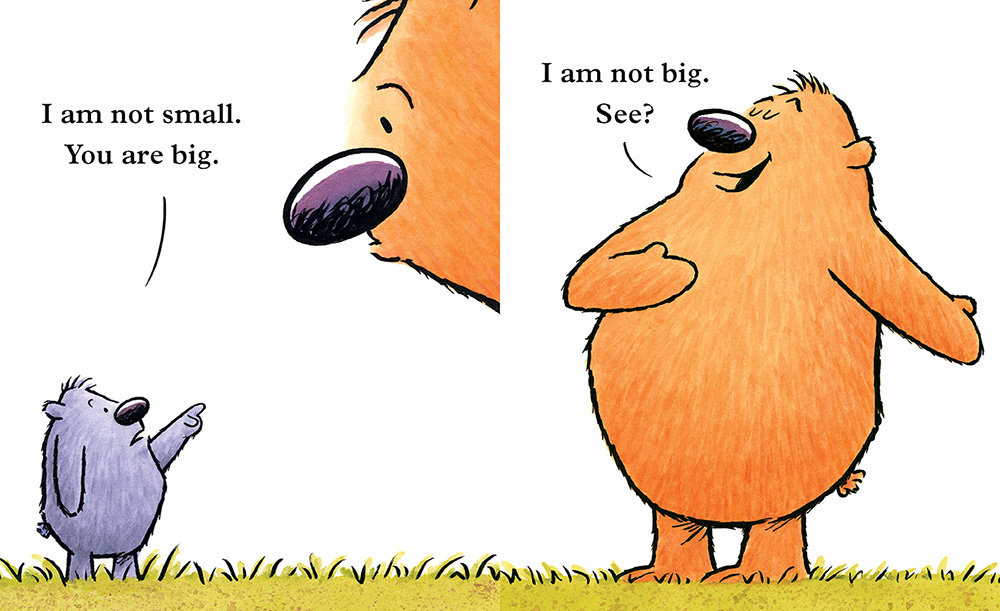 I am not small.
You are big.
I am not big.
See?